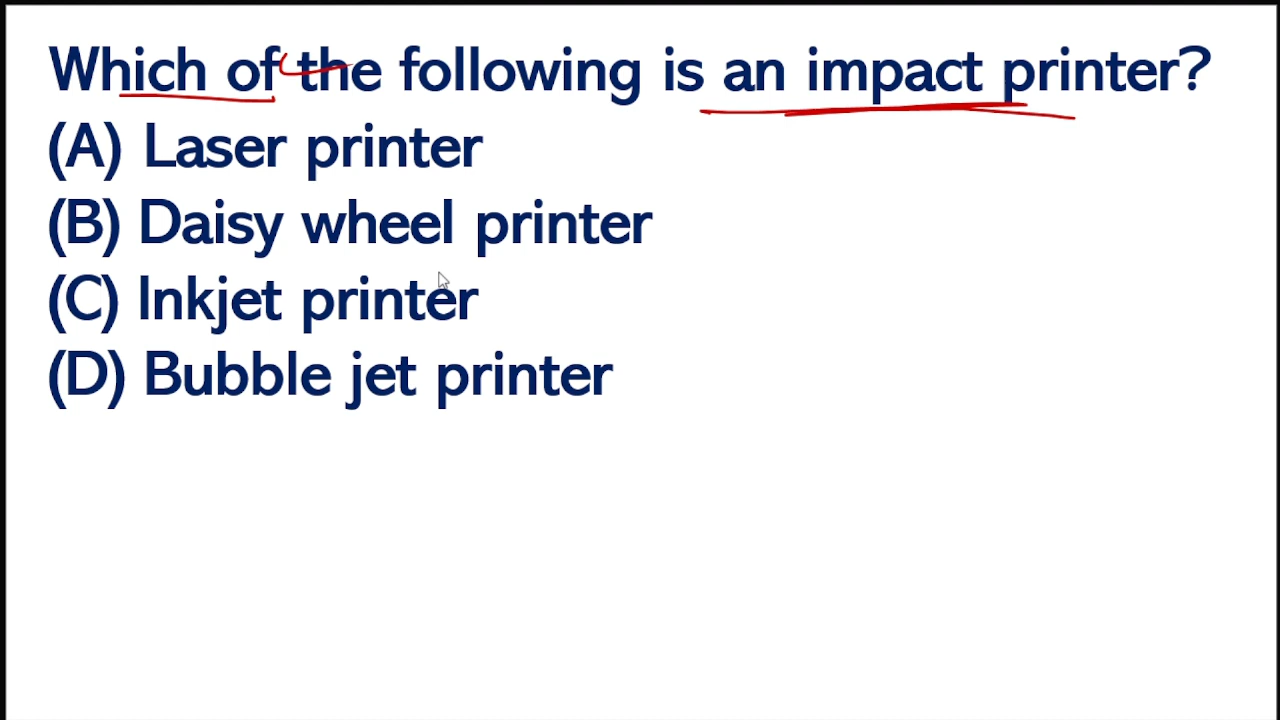 Which of the following is an impact printer?
(A) Laser printer
(B) Daisy wheel printer
(C) Inkjet printer
(D) Bubble jet printer